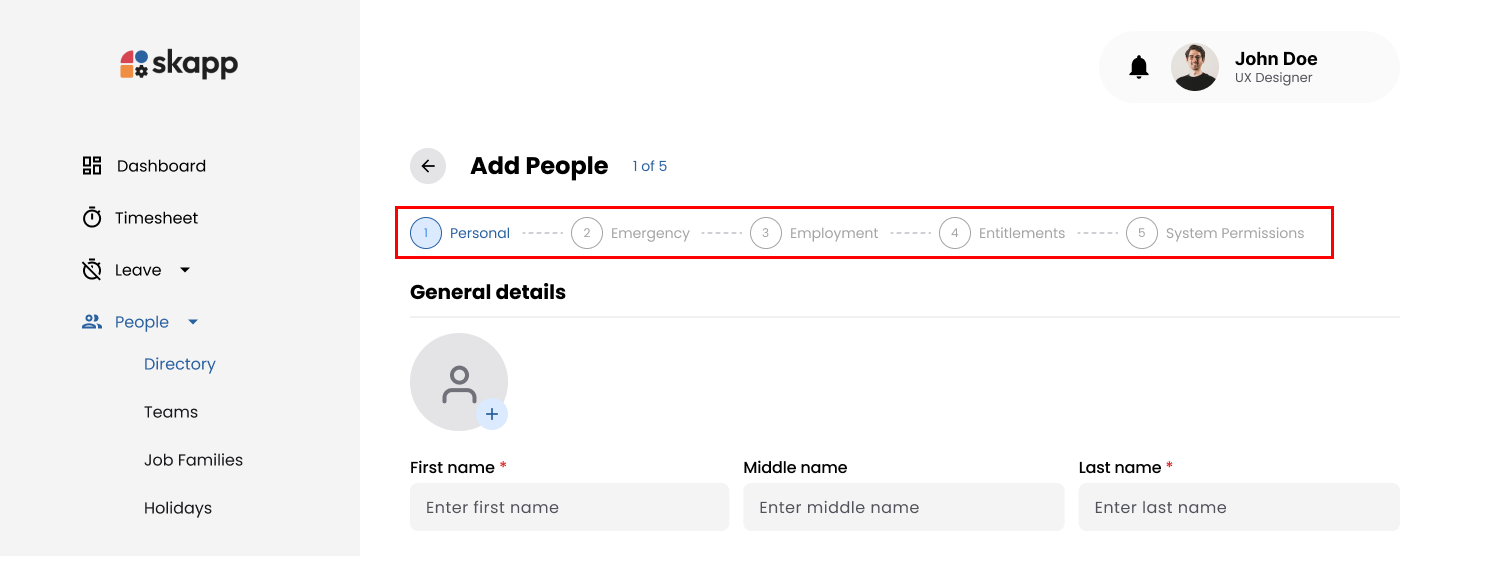 skapp
John Doe
UX Designer
Dashboard
Timesheet
Leave
People
Directory
Teams
Job Families
Holidays
Add People 1 of 5
1 Personal 2 Emergency 3 Employment 4 Entitlements 5 System Permissions
General details
First name * Middle name Last name *
Enter first name Enter middle name Enter last name